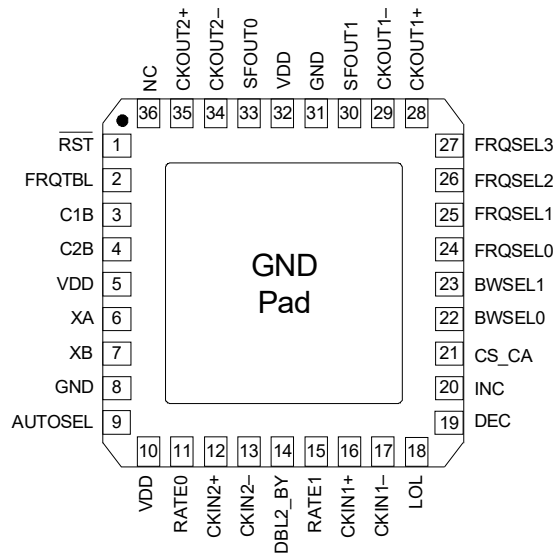 NC
CKOUT2+
CKOUT2–
SFOUT0
VDD
GND
SFOUT1
CKOUT1–
CKOUT1+
36 35 34 33 32 31 30 29 28
RST 1
FRQTBL 2
C1B 3
C2B 4
VDD 5
XA 6
XB 7
GND 8
AUTOSEL 9
GND
Pad
27 FRQSEL3
26 FRQSEL2
25 FRQSEL1
24 FRQSEL0
23 BWSEL1
22 BWSEL0
21 CS_CA
20 INC
19 DEC
10 11 12 13 14 15 16 17 18
VDD
RATE0
CKIN2+
CKIN2–
DBL2_BY
RATE1
CKIN1+
CKIN1–
LOL